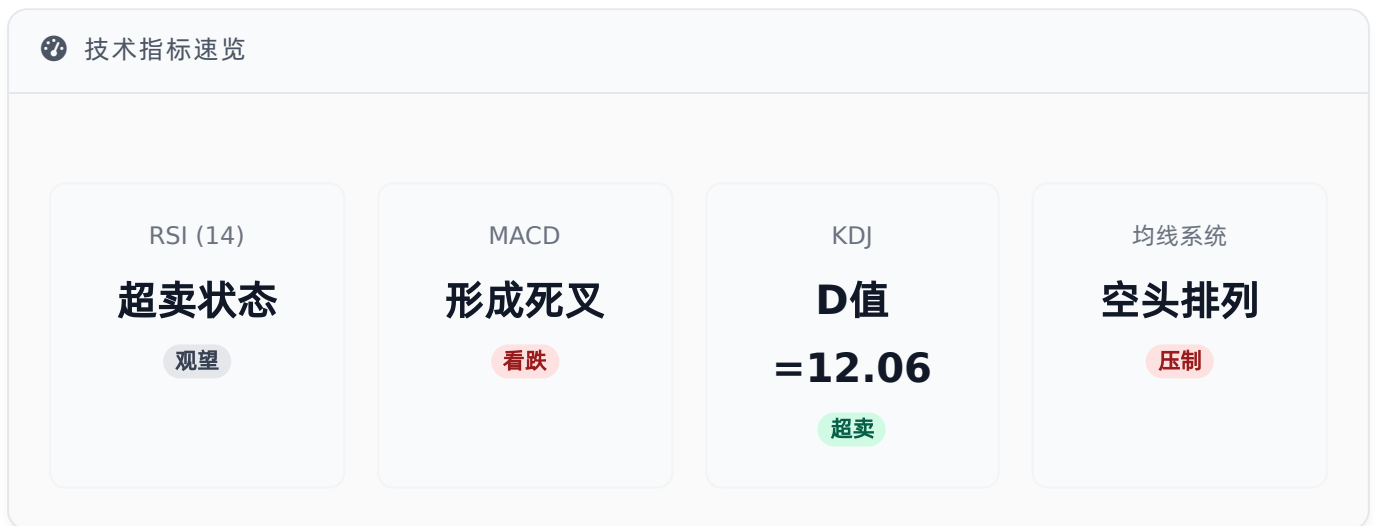 技术指标速览
RSI (14)
超卖状态
观望
MACD
形成死叉
看跌
KDJ
D值
=12.06
超卖
均线系统
空头排列
压制